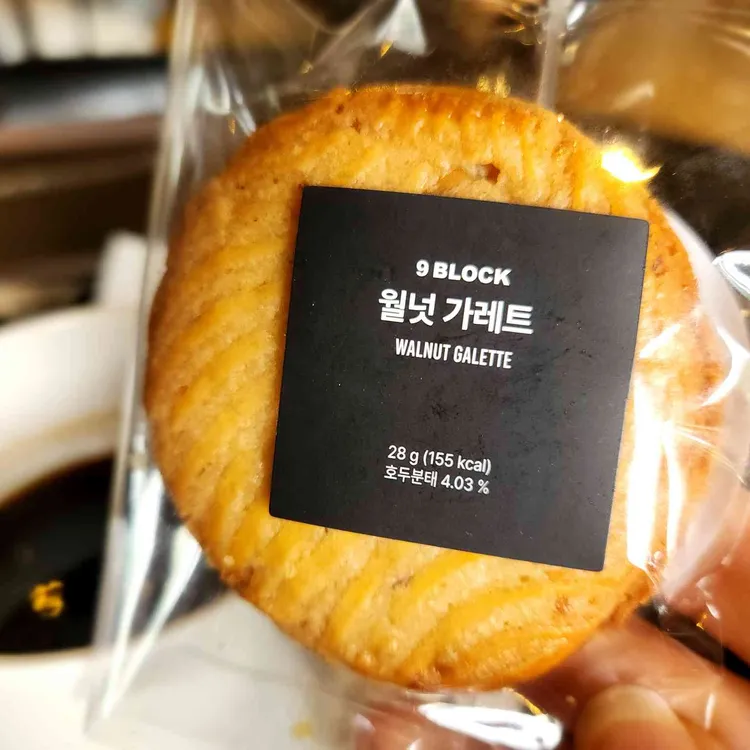 9 BLOCK
월넛 가레트
WALNUT GALETTE
28 g (155 kcal)
호두분태 4.03 %